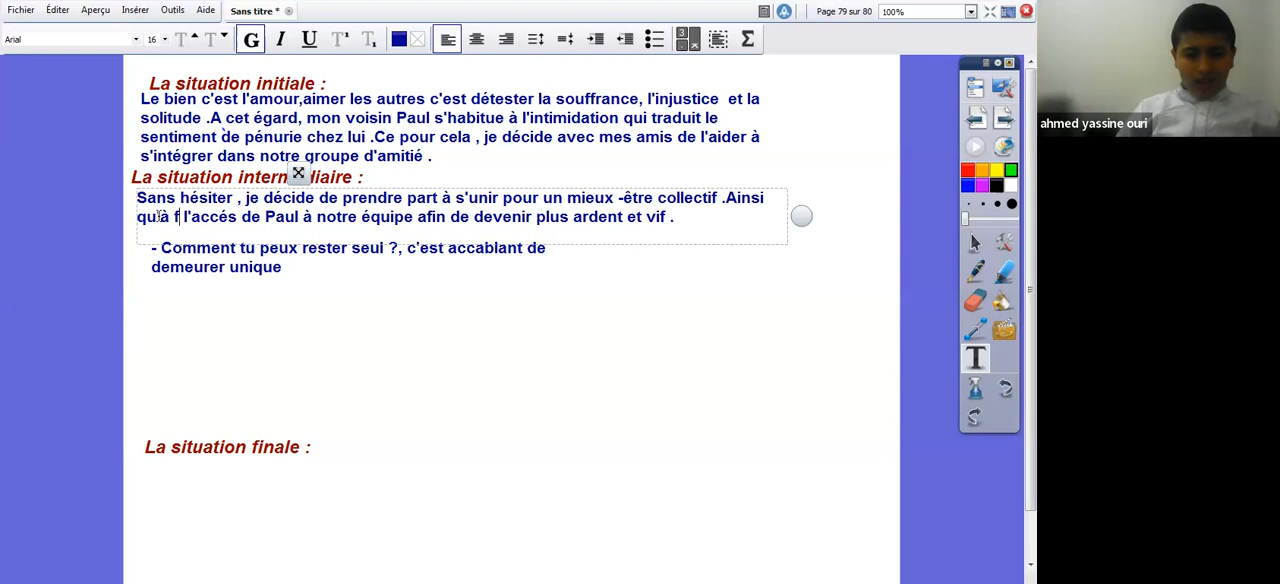 Fichier Éditer Aperçu Insérer Outils Aide Sans titre * Page 79 sur 80 100%
Arial 16 T T G I U T¹ T₁ 3 Σ
La situation initiale :
Le bien c'est l'amour,aimer les autres c'est détester la souffrance, l'injustice et la
solitude .A cet égard, mon voisin Paul s'habitue à l'intimidation qui traduit le
sentiment de pénurie chez lui .Ce pour cela , je décide avec mes amis de l'aider à
s'intégrer dans notre groupe d'amitié .
La situation intermédiaire :
Sans hésiter , je décide de prendre part à s'unir pour un mieux -être collectif .Ainsi
qu'à f l'accés de Paul à notre équipe afin de devenir plus ardent et vif .
- Comment tu peux rester seul ?, c'est accablant de
demeurer unique
La situation finale :
T
ahmed yassine ouri